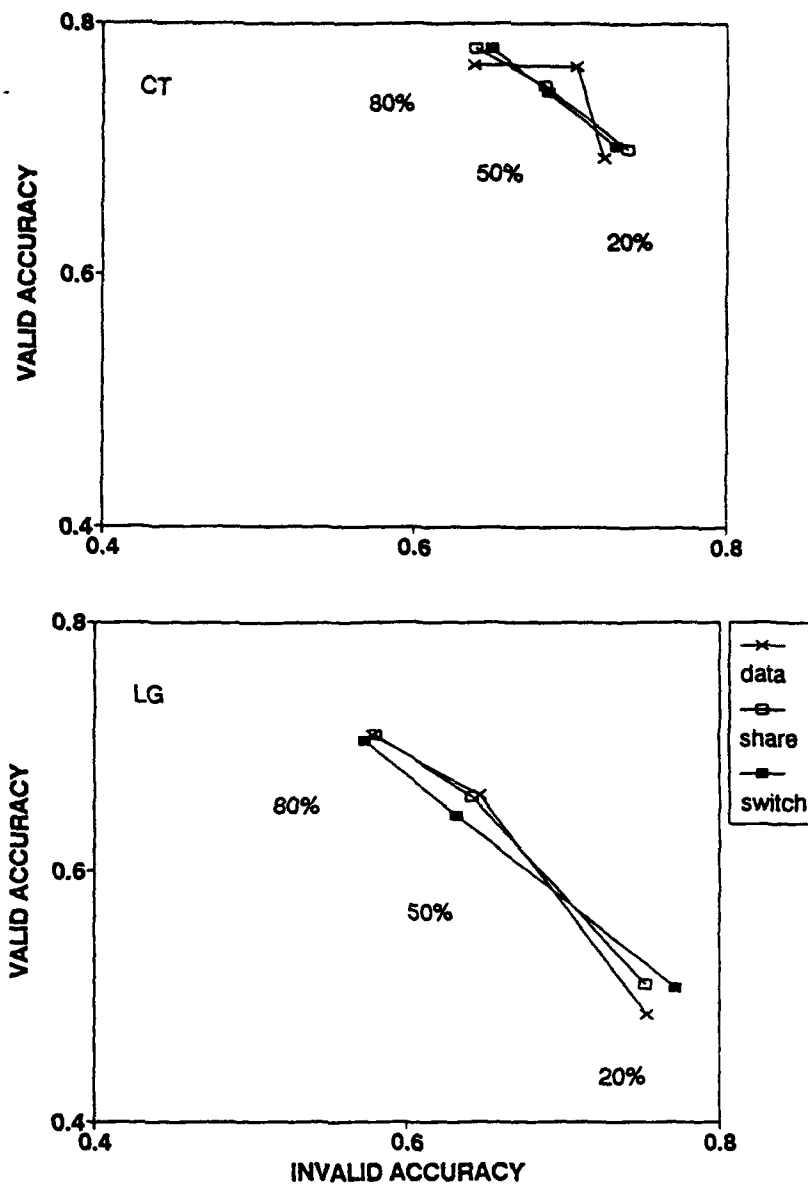 0.8
CT
80%
50%
20%
0.6
0.4
0.4 0.6 0.8
VALID ACCURACY
0.8
LG
80%
50%
20%
0.6
0.4
0.4 0.6 0.8
VALID ACCURACY
INVALID ACCURACY
data
share
switch